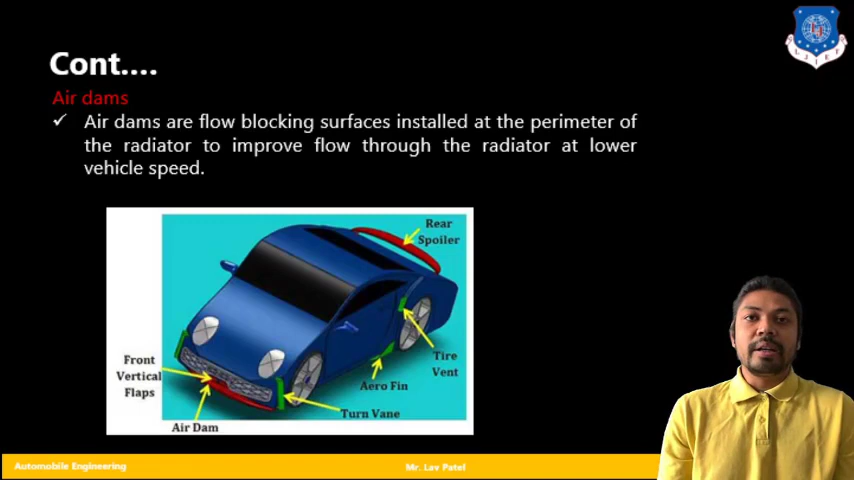 Cont....
Air dams
✓ Air dams are flow blocking surfaces installed at the perimeter of
the radiator to improve flow through the radiator at lower
vehicle speed.
Rear
Spoiler
Front
Vertical
Flaps
Tire
Vent
Aero Fin
Turn Vane
Air Dam
Automobile Engineering
Mr. Lav Patel